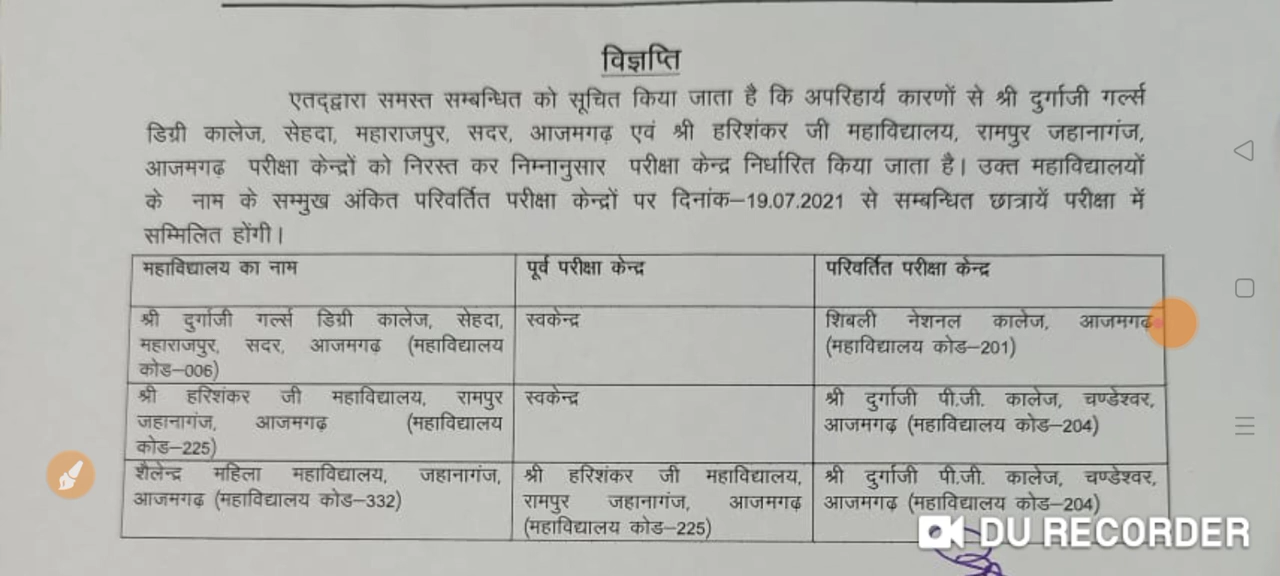 विज्ञप्ति
एतद्द्वारा समस्त सम्बन्धित को सूचित किया जाता है कि अपरिहार्य कारणों से श्री दुर्गाजी गर्ल्स
डिग्री कालेज, सेहदा, महाराजपुर, सदर, आजमगढ़ एवं श्री हरिशंकर जी महाविद्यालय, रामपुर जहानागंज,
आजमगढ़ परीक्षा केन्द्रों को निरस्त कर निम्नानुसार परीक्षा केन्द्र निर्धारित किया जाता है। उक्त महाविद्यालयों
के नाम के सम्मुख अंकित परिवर्तित परीक्षा केन्द्रों पर दिनांक–19.07.2021 से सम्बन्धित छात्रायें परीक्षा में
सम्मिलित होंगी।
महाविद्यालय का नाम
पूर्व परीक्षा केन्द्र
परिवर्तित परीक्षा केन्द्र
श्री दुर्गाजी गर्ल्स डिग्री कालेज, सेहदा,
महाराजपुर, सदर, आजमगढ़ (महाविद्यालय
कोड–006)
स्वकेन्द्र
शिबली नेशनल कालेज, आजमगढ़
(महाविद्यालय कोड–201)
श्री हरिशंकर जी महाविद्यालय, रामपुर
जहानागंज, आजमगढ़ (महाविद्यालय
कोड–225)
स्वकेन्द्र
श्री दुर्गाजी पी.जी. कालेज, चण्डेश्वर,
आजमगढ़ (महाविद्यालय कोड–204)
शैलेन्द्र महिला महाविद्यालय, जहानागंज,
आजमगढ़ (महाविद्यालय कोड–332)
श्री हरिशंकर जी महाविद्यालय,
रामपुर जहानागंज, आजमगढ़
(महाविद्यालय कोड–225)
श्री दुर्गाजी पी.जी. कालेज, चण्डेश्वर,
आजमगढ़ (महाविद्यालय कोड–204)
DU RECORDER